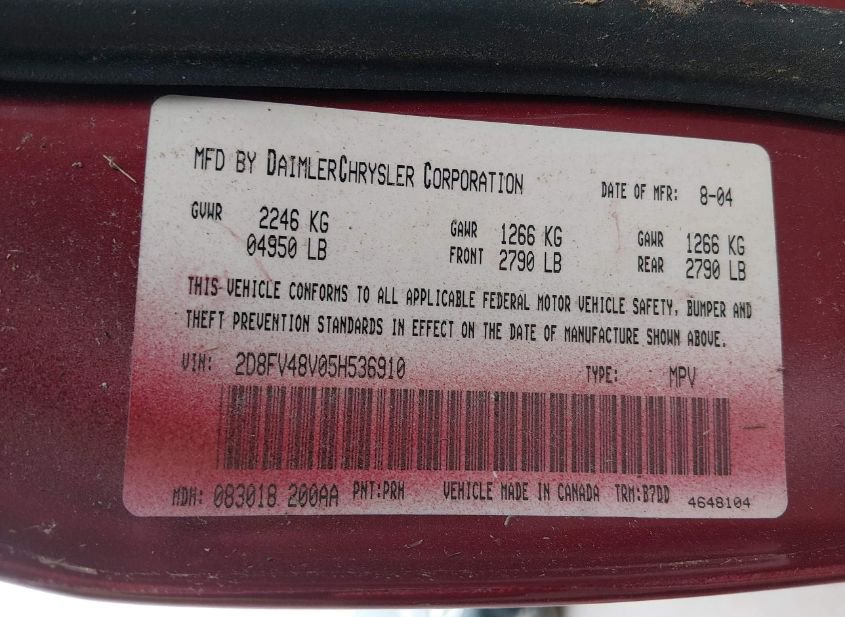 MFD BY DAIMLERCHRYSLER CORPORATION DATE OF MFR: 8-04
GVWR 2246 KG GAWR 1266 KG GAWR 1266 KG
04950 LB FRONT 2790 LB REAR 2790 LB
THIS VEHICLE CONFORMS TO ALL APPLICABLE FEDERAL MOTOR VEHICLE SAFETY, BUMPER AND
THEFT PREVENTION STANDARDS IN EFFECT ON THE DATE OF MANUFACTURE SHOWN ABOVE.
VIN: 2D8FV48V05H536910 TYPE: MPV
MDH: 083018 200AA PNT:PRH VEHICLE MADE IN CANADA TRM:B7DD 4648104